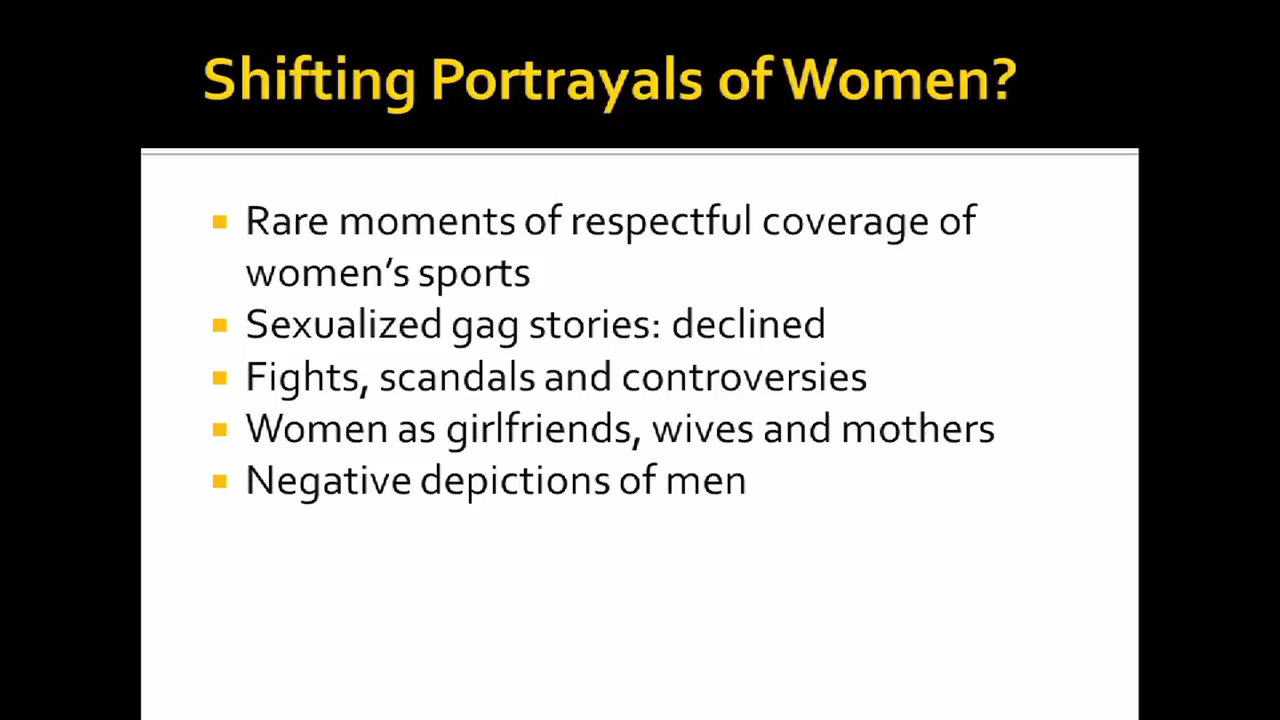 Shifting Portrayals of Women?
Rare moments of respectful coverage of
women’s sports
Sexualized gag stories: declined
Fights, scandals and controversies
Women as girlfriends, wives and mothers
Negative depictions of men